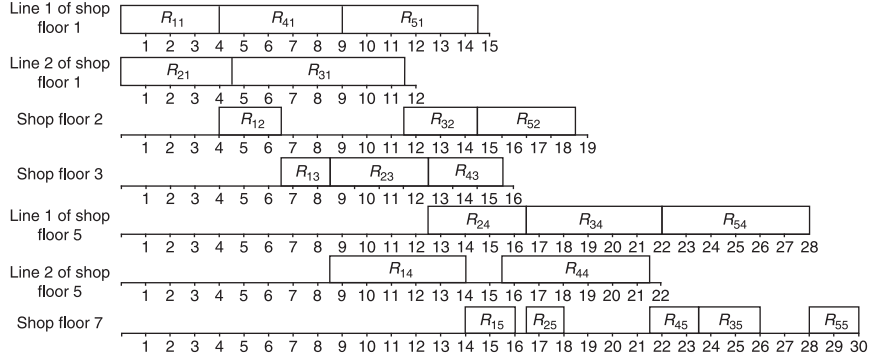 Line 1 of shop floor 1
R11 R41 R51
1 2 3 4 5 6 7 8 9 10 11 12 13 14 15
Line 2 of shop floor 1
R21 R31
1 2 3 4 5 6 7 8 9 10 11 12
Shop floor 2
R12 R32 R52
1 2 3 4 5 6 7 8 9 10 11 12 13 14 15 16 17 18 19
Shop floor 3
R13 R23 R43
1 2 3 4 5 6 7 8 9 10 11 12 13 14 15 16
Line 1 of shop floor 5
R24 R34 R54
1 2 3 4 5 6 7 8 9 10 11 12 13 14 15 16 17 18 19 20 21 22 23 24 25 26 27 28
Line 2 of shop floor 5
R14 R44
1 2 3 4 5 6 7 8 9 10 11 12 13 14 15 16 17 18 19 20 21 22
Shop floor 7
R15 R25 R45 R35 R55
1 2 3 4 5 6 7 8 9 10 11 12 13 14 15 16 17 18 19 20 21 22 23 24 25 26 27 28 29 30